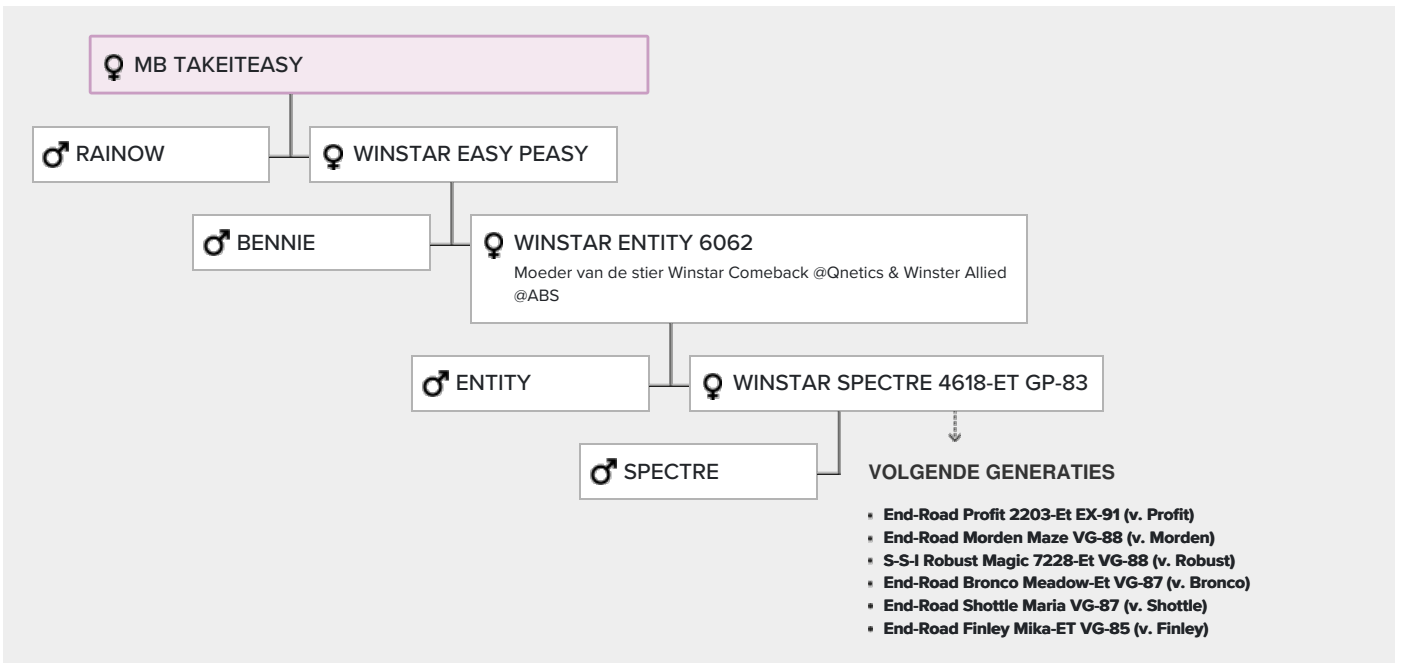 MB TAKEITEASY
RAINOW
WINSTAR EASY PEASY
BENNIE
WINSTAR ENTITY 6062
Moeder van de stier Winstar Comeback @Qnetics & Winster Allied
@ABS
ENTITY
WINSTAR SPECTRE 4618-ET GP-83
SPECTRE
VOLGENDE GENERATIES
End-Road Profit 2203-Et EX-91 (v. Profit)
End-Road Morden Maze VG-88 (v. Morden)
S-S-I Robust Magic 7228-Et VG-88 (v. Robust)
End-Road Bronco Meadow-Et VG-87 (v. Bronco)
End-Road Shottle Maria VG-87 (v. Shottle)
End-Road Finley Mika-ET VG-85 (v. Finley)